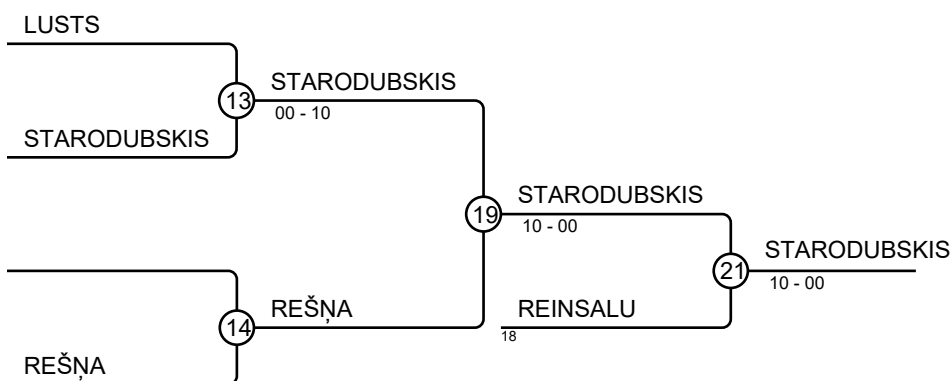 LUSTS
13
STARODUBSKIS
00 - 10
STARODUBSKIS
19
STARODUBSKIS
10 - 00
21
STARODUBSKIS
10 - 00
14
REŠŅA
REINSALU
18
REŠŅA